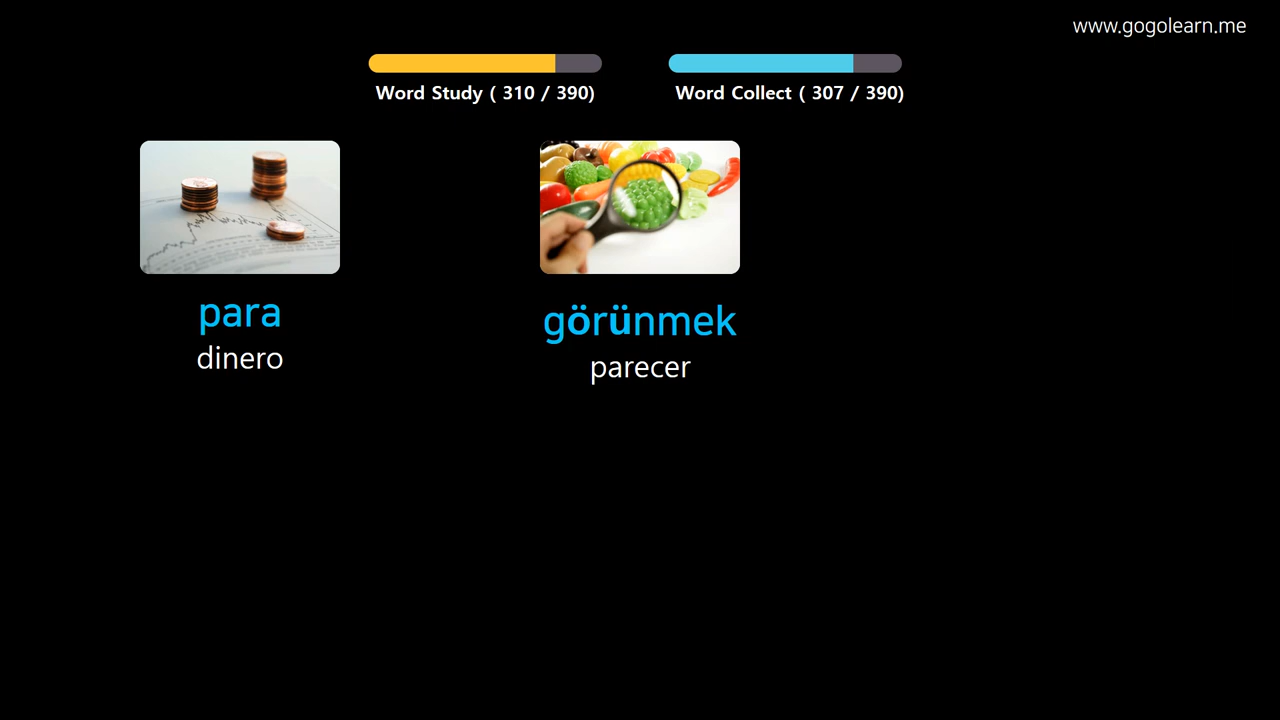 www.gogolearn.me
Word Study ( 310 / 390)
Word Collect ( 307 / 390)
para
dinero
görünmek
parecer